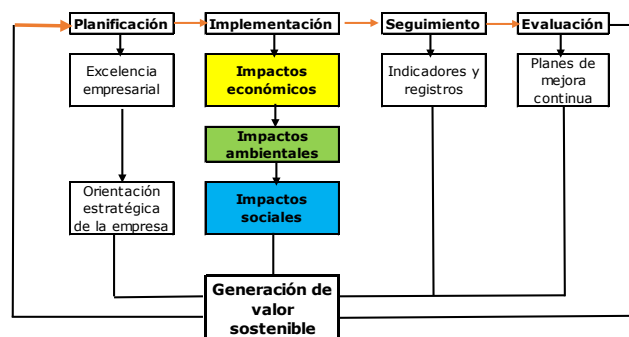 Planificación
Implementación
Seguimiento
Evaluación
Excelencia
empresarial
Impactos
económicos
Indicadores y
registros
Planes de
mejora
continua
Impactos
ambientales
Orientación
estratégica
de la empresa
Impactos
sociales
Generación de
valor
sostenible